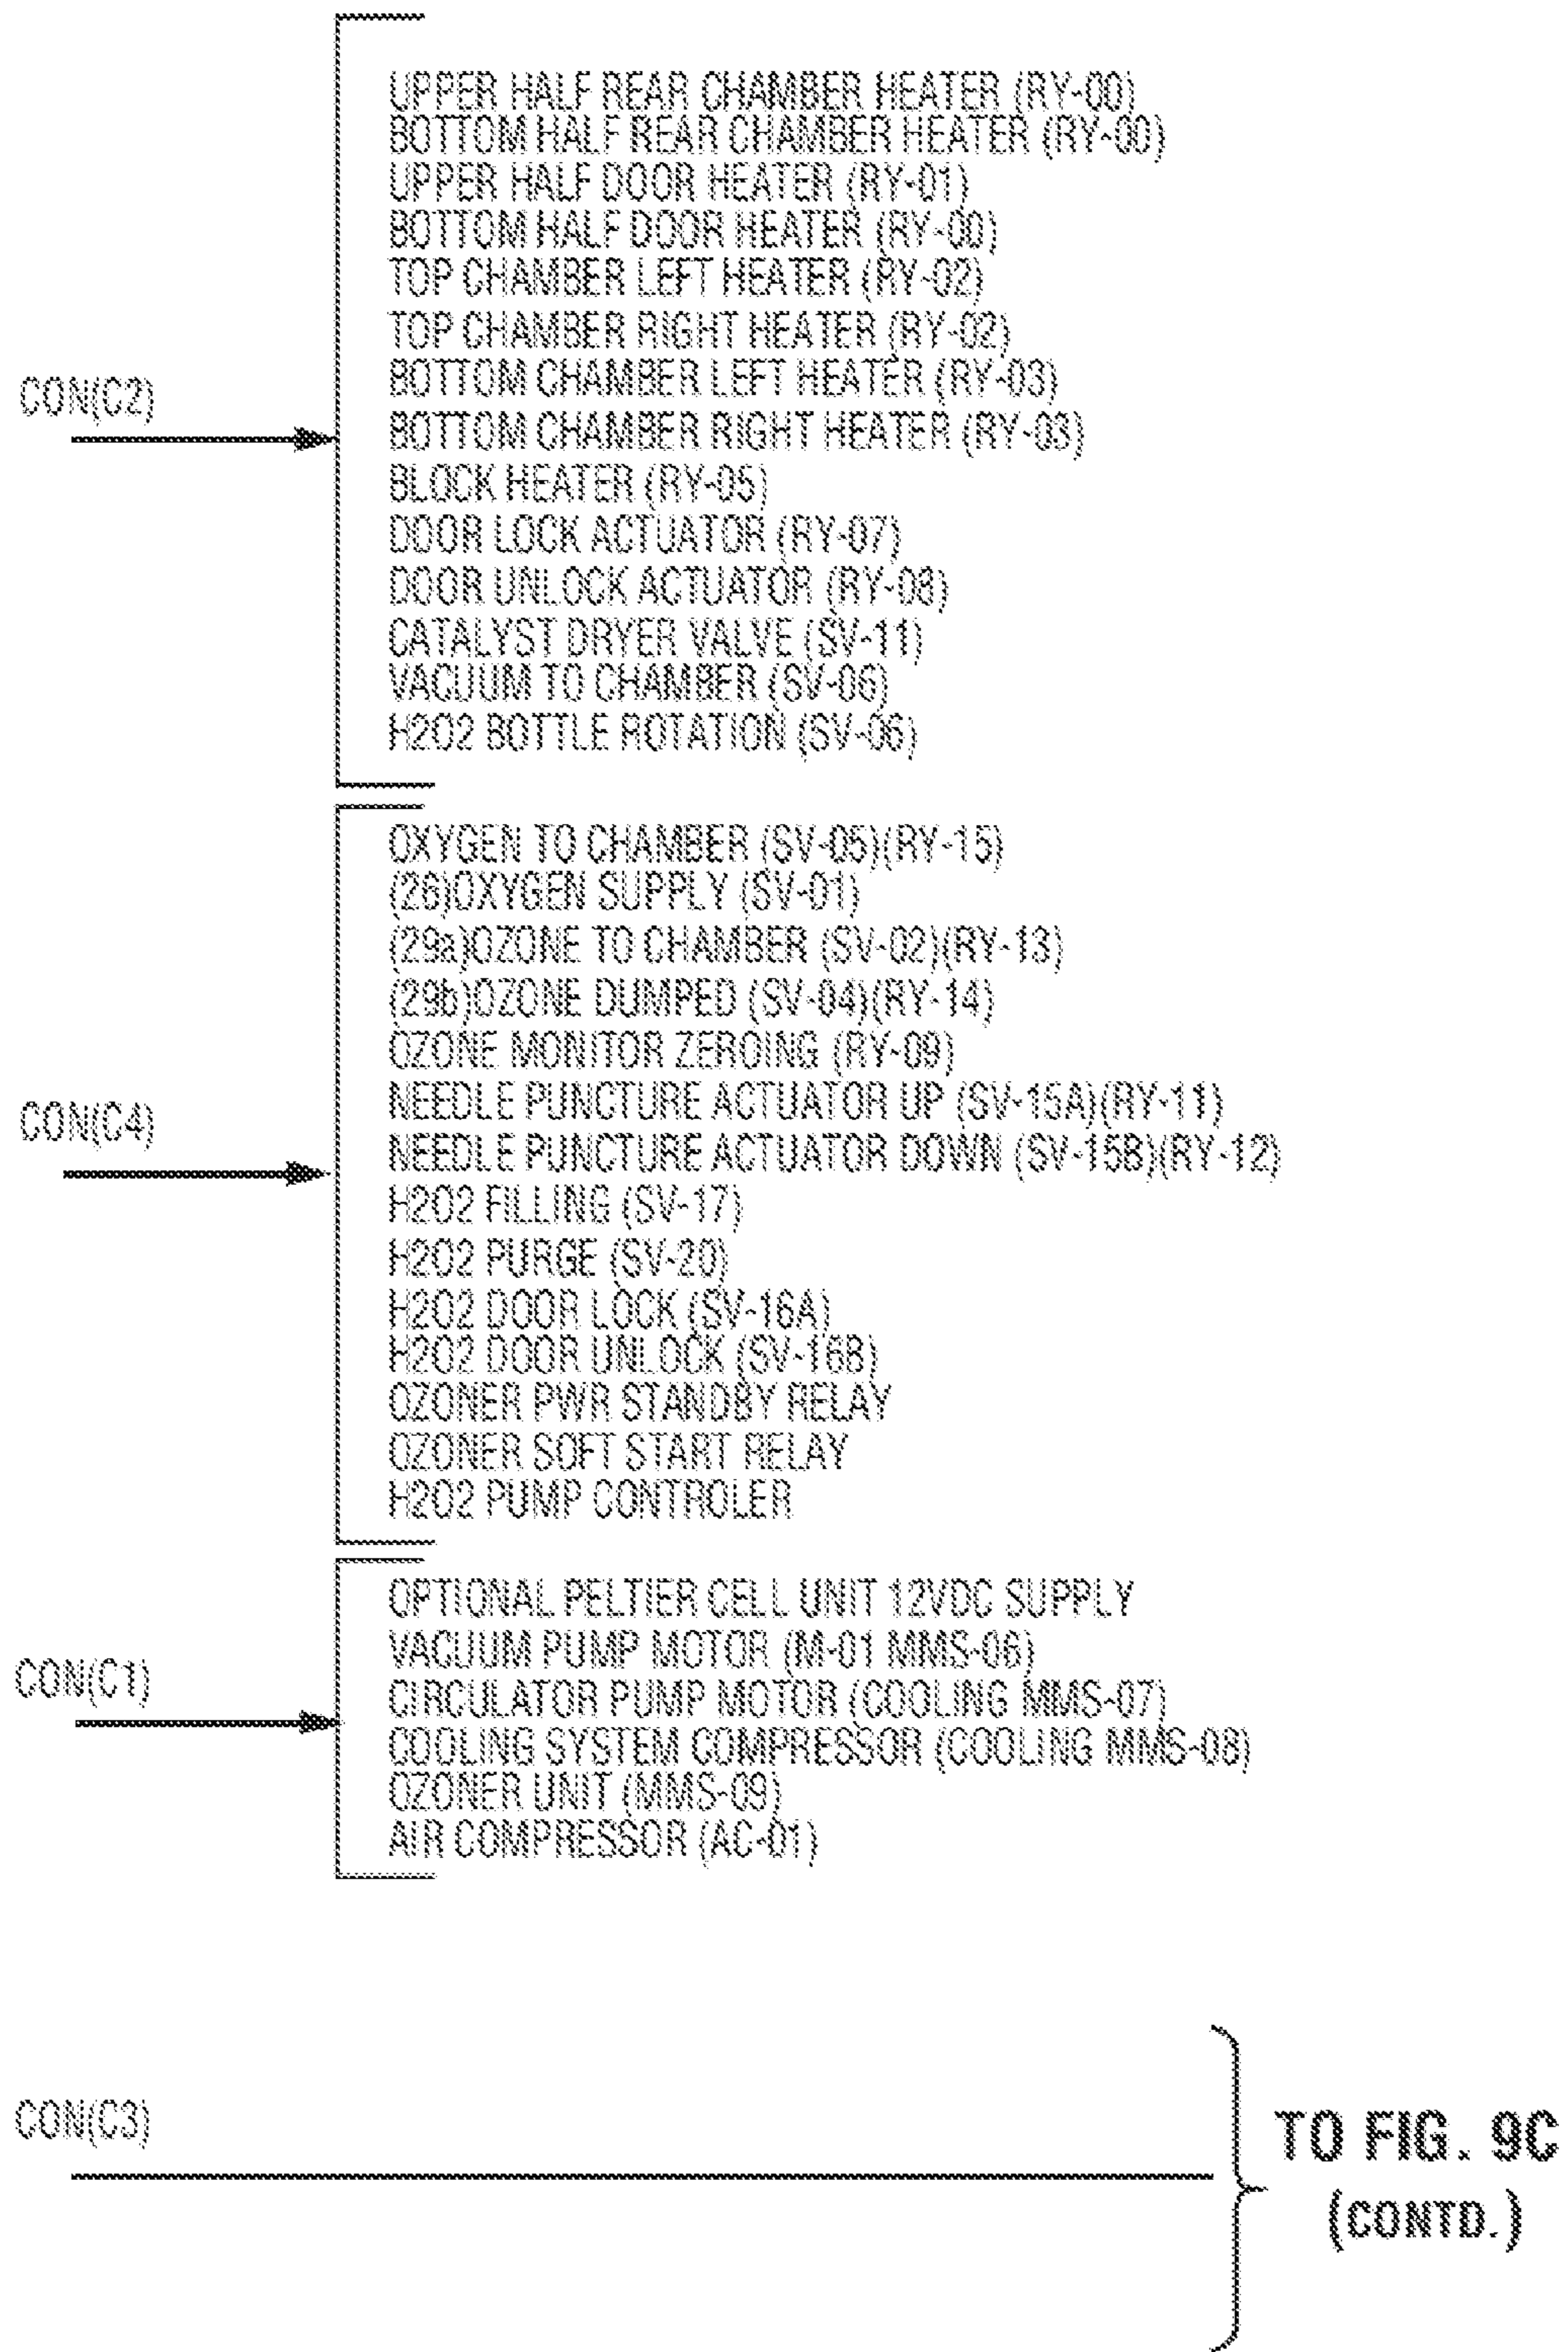 UPPER HALF REAR CHAMBER HEATER (RY-00)
BOTTOM HALF REAR CHAMBER HEATER (RY-00)
UPPER HALF DOOR HEATER (RY-01)
BOTTOM HALF DOOR HEATER (RY-00)
TOP CHAMBER LEFT HEATER (RY-02)
TOP CHAMBER RIGHT HEATER (RY-02)
BOTTOM CHAMBER LEFT HEATER (RY-03)
CON(C2)
BOTTOM CHAMBER RIGHT HEATER (RY-03)
BLOCK HEATER (RY-05)
DOOR LOCK ACTUATOR (RY-07)
DOOR UNLOCK ACTUATOR (RY-08)
CATALYST DRYER VALVE (SV-11)
VACUUM TO CHAMBER (SV-06)
H2O2 BOTTLE ROTATION (SV-06)
OXYGEN TO CHAMBER (SV-05)(RY-15)
(26)OXYGEN SUPPLY (SV-01)
(29a)OZONE TO CHAMBER (SV-02)(RY-13)
(29b)OZONE DUMPED (SV-04)(RY-14)
OZONE MONITOR ZEROING (RY-09)
NEEDLE PUNCTURE ACTUATOR UP (SV-15A)(RY-11)
CON(C4)
NEEDLE PUNCTURE ACTUATOR DOWN (SV-15B)(RY-12)
H2O2 FILLING (SV-17)
H2O2 PURGE (SV-20)
H2O2 DOOR LOCK (SV-16A)
H2O2 DOOR UNLOCK (SV-16B)
OZONER PWR STANDBY RELAY
OZONER SOFT START RELAY
H2O2 PUMP CONTROLER
OPTIONAL PELTIER CELL UNIT 12VDC SUPPLY
VACUUM PUMP MOTOR (M-01 MMS-06)
CON(C1)
CIRCULATOR PUMP MOTOR (COOLING MMS-07)
COOLING SYSTEM COMPRESSOR (COOLING MMS-08)
OZONER UNIT (MMS-09)
AIR COMPRESSOR (AC-01)
CON(C3)
TO FIG. 9C
(CONTD.)